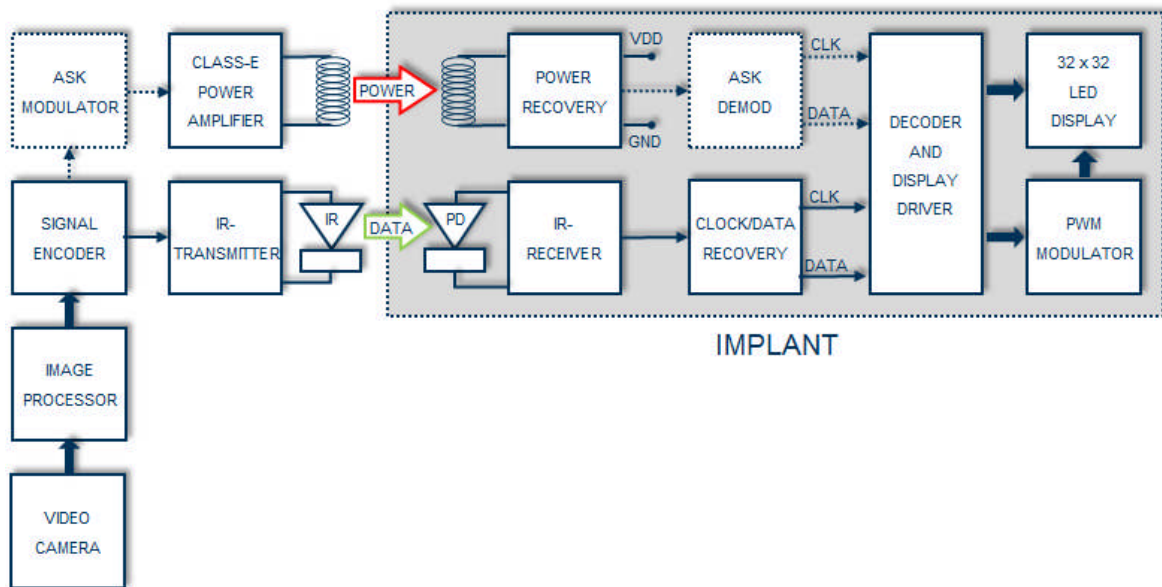 ASK
MODULATOR
CLASS-E
POWER
AMPLIFIER
POWER
POWER
RECOVERY
VDD
GND
ASK
DEMOD
CLK
DATA
DECODER
AND
DISPLAY
DRIVER
32 x 32
LED
DISPLAY
SIGNAL
ENCODER
IR-
TRANSMITTER
IR
DATA
PD
IR-
RECEIVER
CLOCK/DATA
RECOVERY
CLK
DATA
PWM
MODULATOR
IMPLANT
IMAGE
PROCESSOR
VIDEO
CAMERA